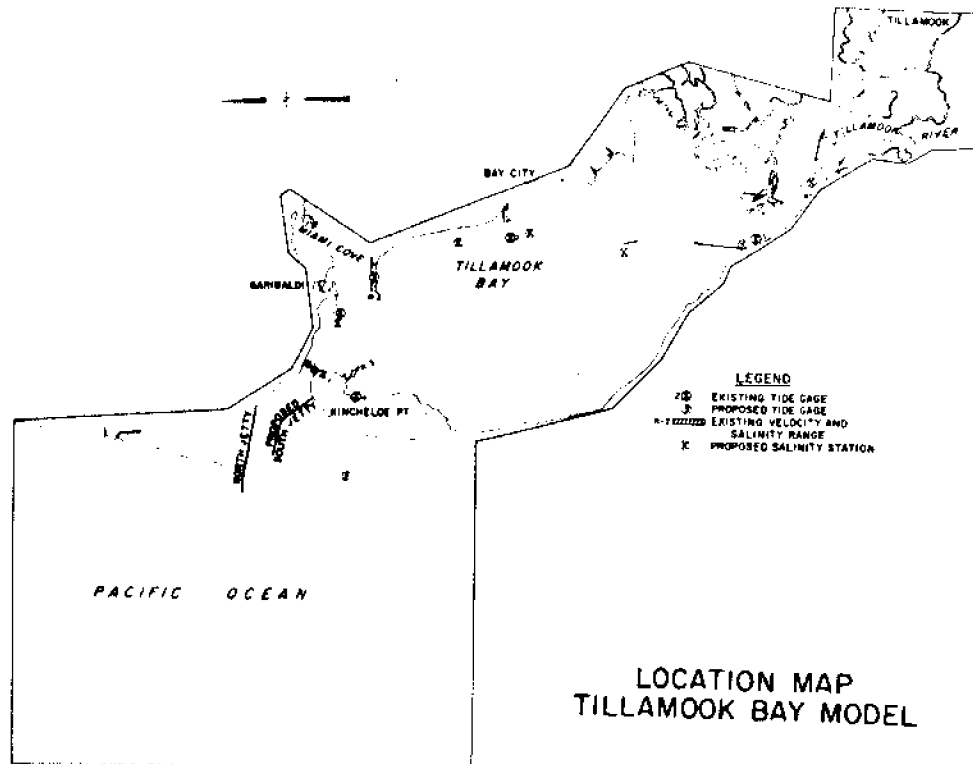 TILLAMOOK
TILLAMOOK RIVER
BAY CITY
MIAMI COVE
TILLAMOOK
BAY
GARIBALDI
KINCHELOE PT
NORTH JETTY
PROPOSED
SOUTH JETTY
LEGEND
EXISTING TIDE GAGE
PROPOSED TIDE GAGE
R-2 EXISTING VELOCITY AND
SALINITY RANGE
X PROPOSED SALINITY STATION
PACIFIC OCEAN
LOCATION MAP
TILLAMOOK BAY MODEL